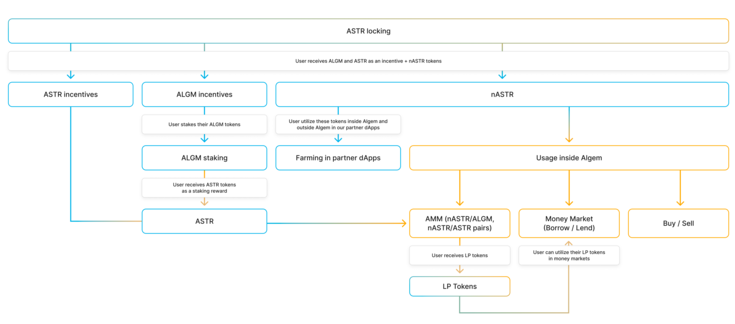 ASTR locking
User receives ALGM and ASTR as an incentive + nASTR tokens
ASTR incentives
ALGM incentives
nASTR
User stakes their ALGM tokens
User utilize these tokens inside Algem and
outside Algem in our partner dApps
ALGM staking
Farming in partner dApps
Usage inside Algem
User receives ASTR tokens
as a staking reward
ASTR
AMM (nASTR/ALGM,
nASTR/ASTR pairs)
Money Market
(Borrow / Lend)
Buy / Sell
User receives LP tokens
User can utilize their LP tokens
in money markets
LP Tokens